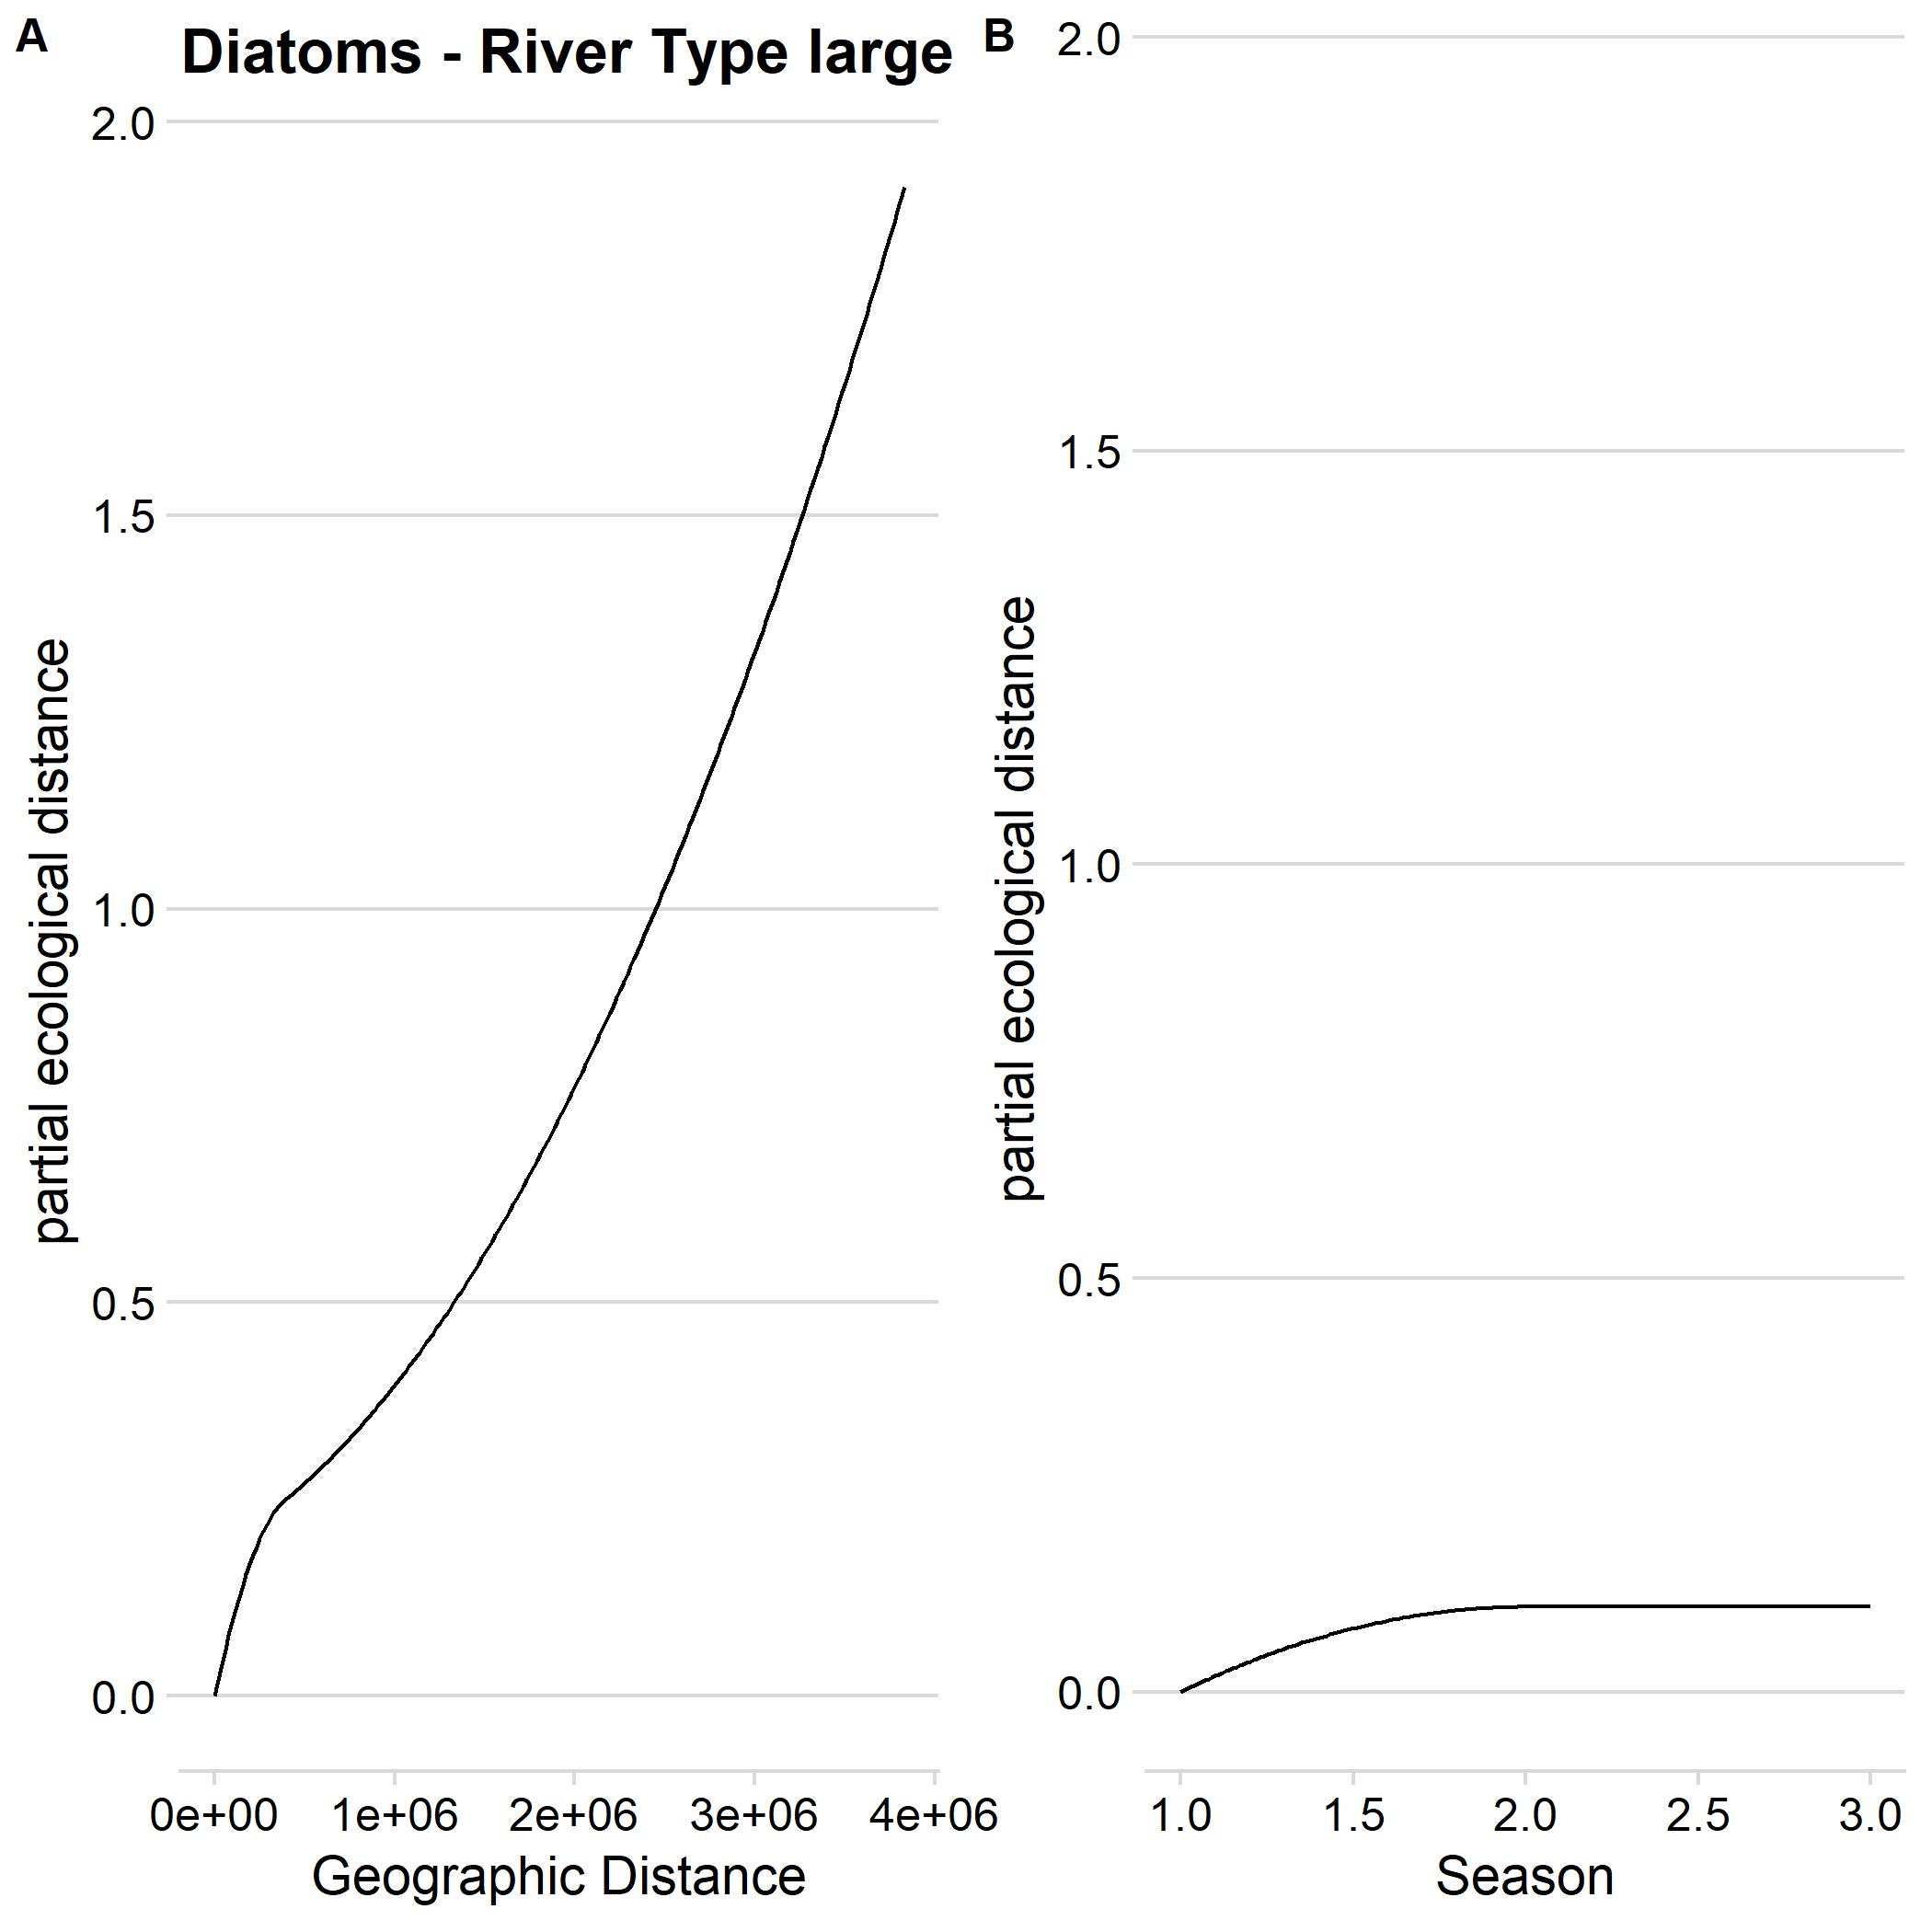 A
Diatoms - River Type large
2.0
1.5
1.0
0.5
0.0
partial ecological distance
0e+00 1e+06 2e+06 3e+06 4e+06
Geographic Distance
B
2.0
1.5
1.0
0.5
0.0
partial ecological distance
1.0 1.5 2.0 2.5 3.0
Season